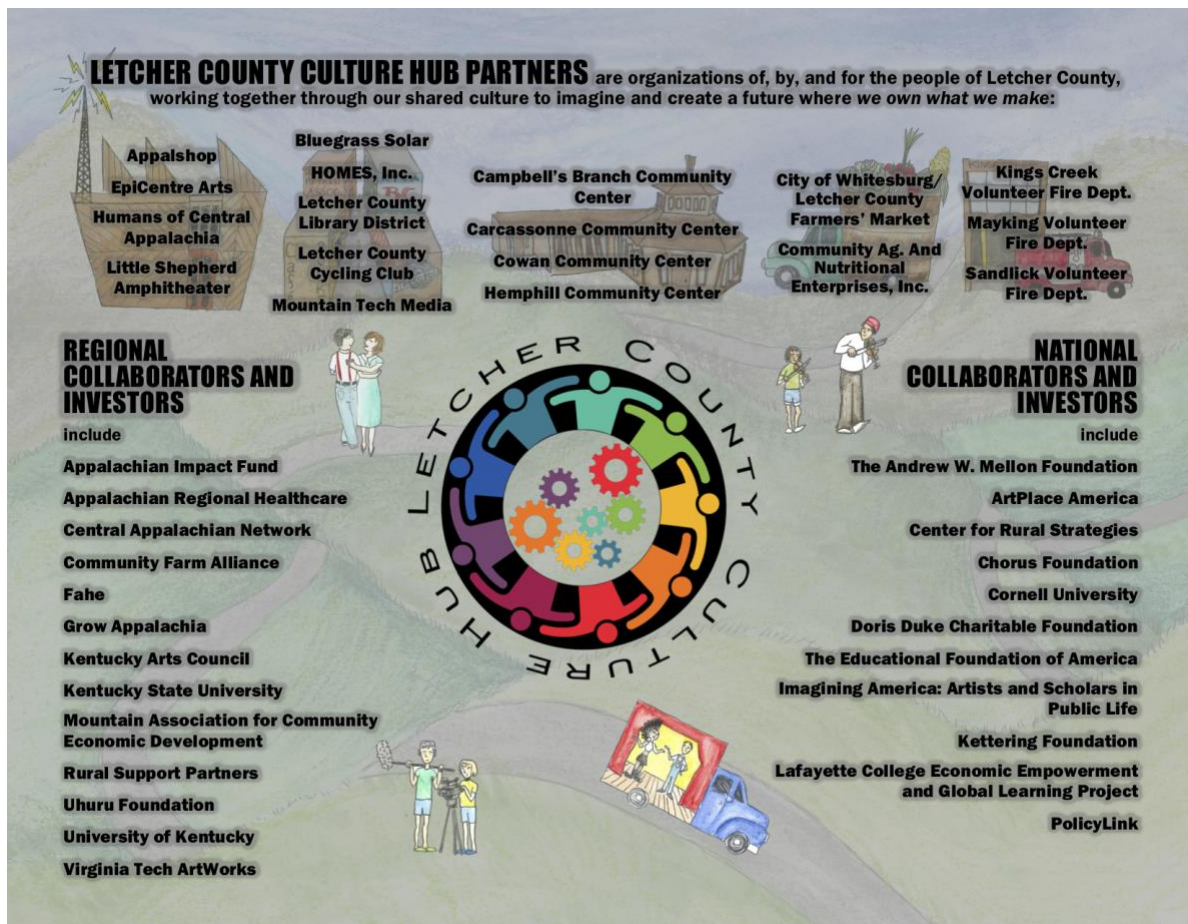 LETCHER COUNTY CULTURE HUB PARTNERS are organizations of, by, and for the people of Letcher County,
working together through our shared culture to imagine and create a future where we own what we make:
Appalshop
EpiCentre Arts
Humans of Central
Appalachia
Little Shepherd
Amphitheater
Bluegrass Solar
HOMES, Inc.
Letcher County
Library District
Letcher County
Cycling Club
Mountain Tech Media
Campbell's Branch Community
Center
Carcassonne Community Center
Cowan Community Center
Hemphill Community Center
City of Whitesburg/
Letcher County
Farmers' Market
Community Ag. And
Nutritional
Enterprises, Inc.
Kings Creek
Volunteer Fire Dept.
Mayking Volunteer
Fire Dept.
Sandlick Volunteer
Fire Dept.
REGIONAL
COLLABORATORS AND
INVESTORS
include
Appalachian Impact Fund
Appalachian Regional Healthcare
Central Appalachian Network
Community Farm Alliance
Fahe
Grow Appalachia
Kentucky Arts Council
Kentucky State University
Mountain Association for Community
Economic Development
Rural Support Partners
Uhuru Foundation
University of Kentucky
Virginia Tech ArtWorks
LETCHER COUNTY CULTURE HUB
NATIONAL
COLLABORATORS AND
INVESTORS
include
The Andrew W. Mellon Foundation
ArtPlace America
Center for Rural Strategies
Chorus Foundation
Cornell University
Doris Duke Charitable Foundation
The Educational Foundation of America
Imagining America: Artists and Scholars in
Public Life
Kettering Foundation
Lafayette College Economic Empowerment
and Global Learning Project
PolicyLink